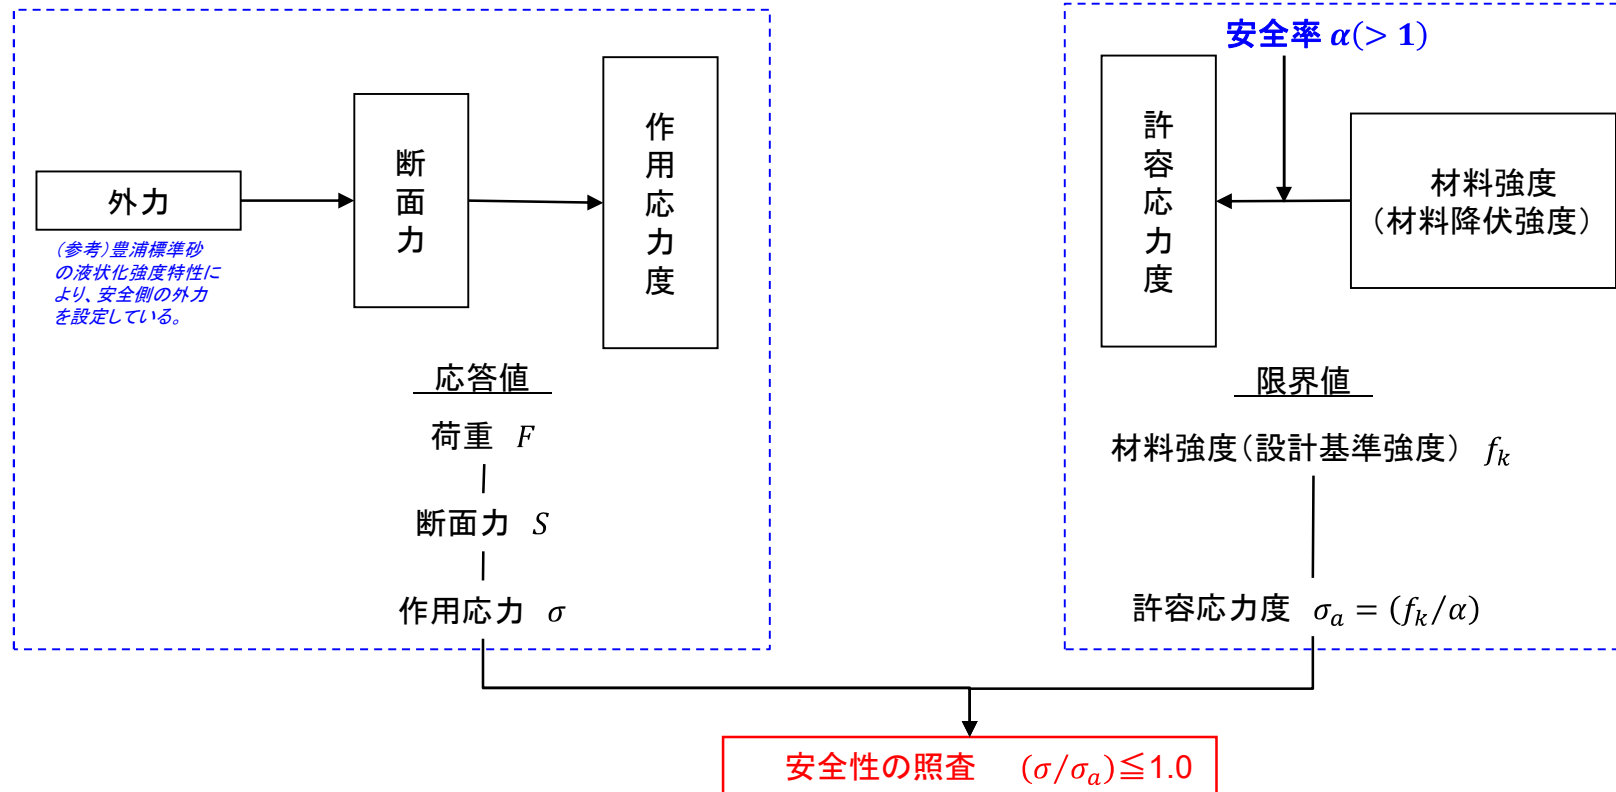 外力
(参考)豊浦標準砂
の液状化強度特性に
より、安全側の外力
を設定している。
断面力
作用応力度
応答値
荷重 F
断面力 S
作用応力 σ
安全率 α(> 1)
許容応力度
材料強度
(材料降伏強度)
限界値
材料強度(設計基準強度) f_k
許容応力度 σ_a = (f_k/α)
安全性の照査 (σ/σ_a)≦1.0